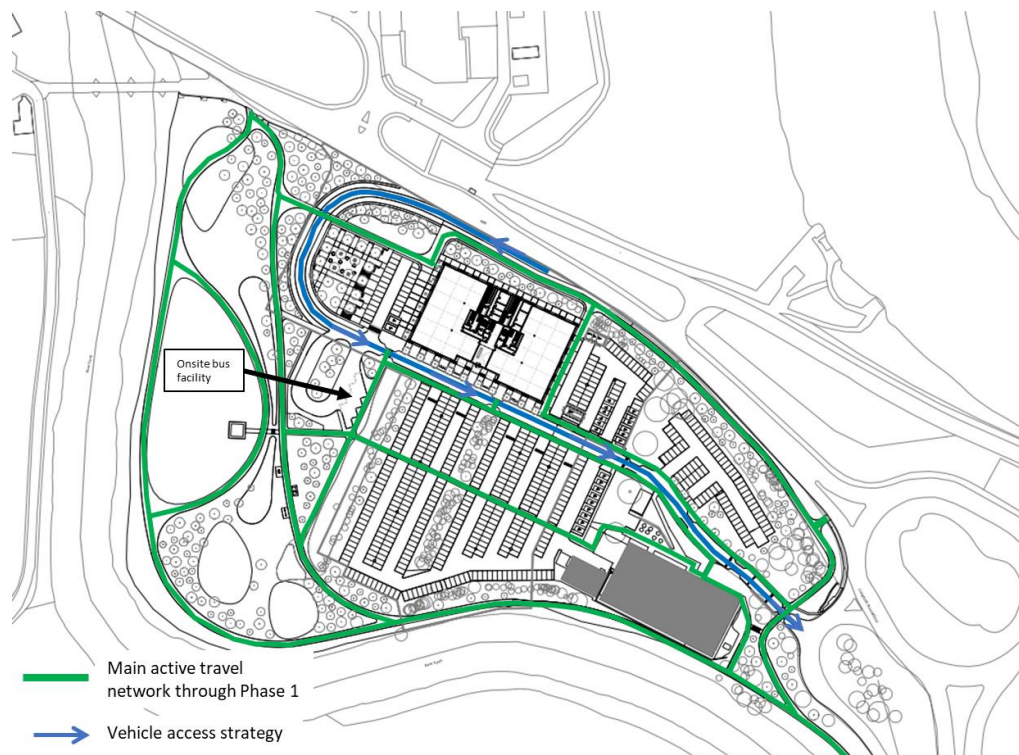 Onsite bus
facility
Main active travel
network through Phase 1
Vehicle access strategy